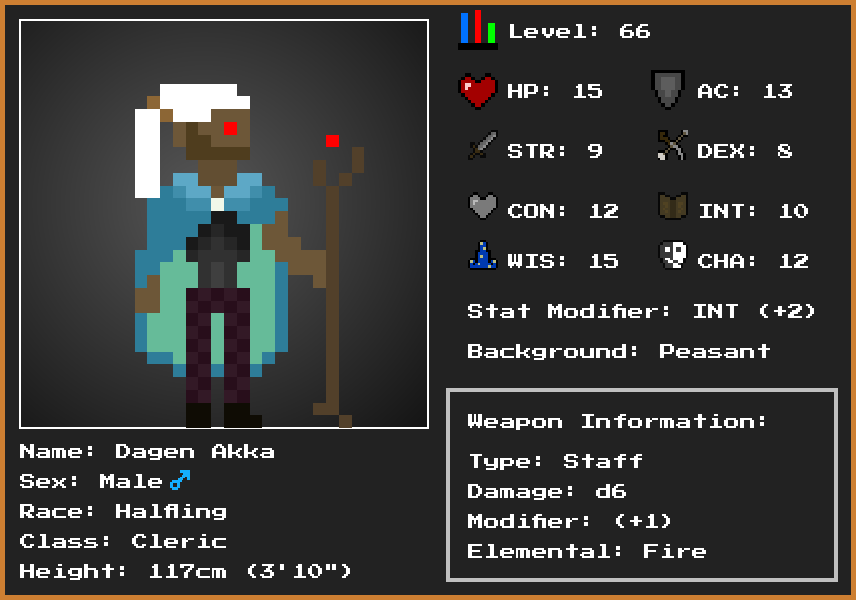 Level: 66
HP: 15
AC: 13
STR: 9
DEX: 8
CON: 12
INT: 10
WIS: 15
CHA: 12
Stat Modifier: INT (+2)
Background: Peasant
Weapon Information:
Type: Staff
Damage: d6
Modifier: (+1)
Elemental: Fire
Name: Dagen Akka
Sex: Male♂
Race: Halfling
Class: Cleric
Height: 117cm (3'10")